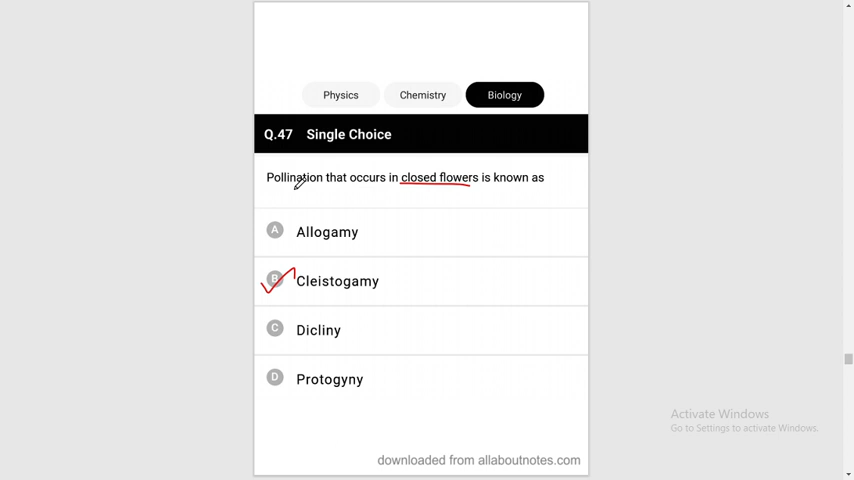 Physics Chemistry Biology
Q.47 Single Choice
Pollination that occurs in closed flowers is known as
A Allogamy
B Cleistogamy
C Dicliny
D Protogyny
Activate Windows
Go to Settings to activate Windows.
downloaded from allaboutnotes.com